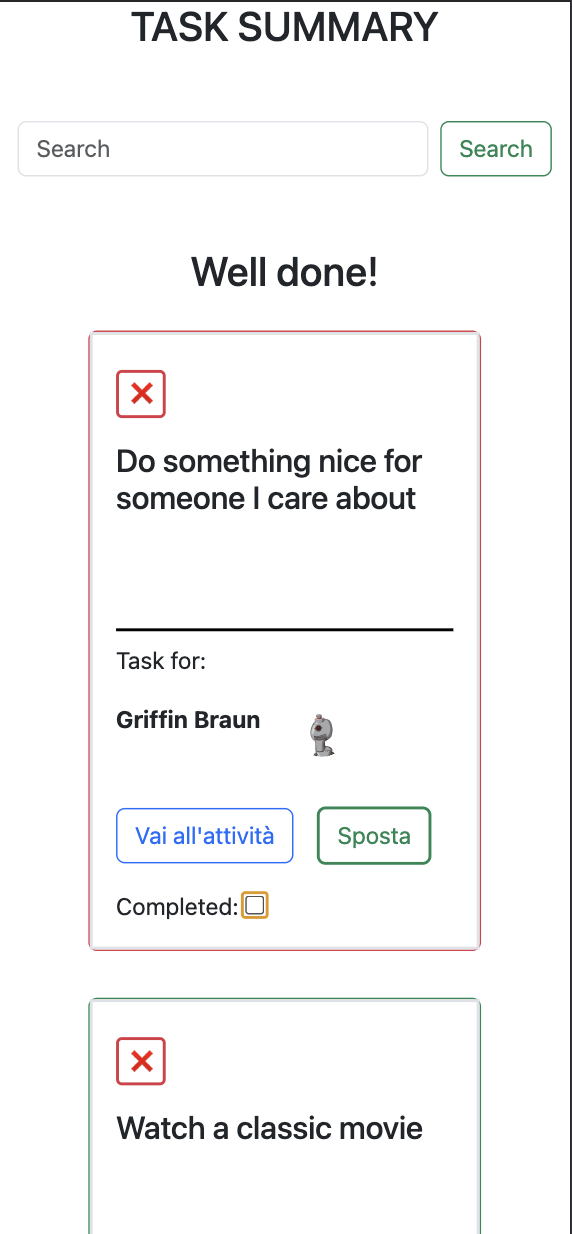 TASK SUMMARY
Search
Search
Well done!
Do something nice for
someone I care about
Task for:
Griffin Braun
Vai all'attività
Sposta
Completed:
Watch a classic movie